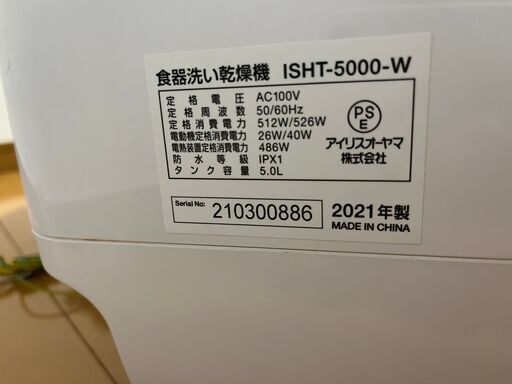 食器洗い乾燥機 ISHT-5000-W
定格電圧 AC100V
定格周波数 50/60Hz
定格消費電力 512W/526W
電動機定格消費電力 26W/40W
電熱装置定格消費電力 486W
防水等級 IPX1
タンク容量 5.0L
PS
E
アイリスオーヤマ
株式会社
Serial No: 210300886
2021年製
MADE IN CHINA